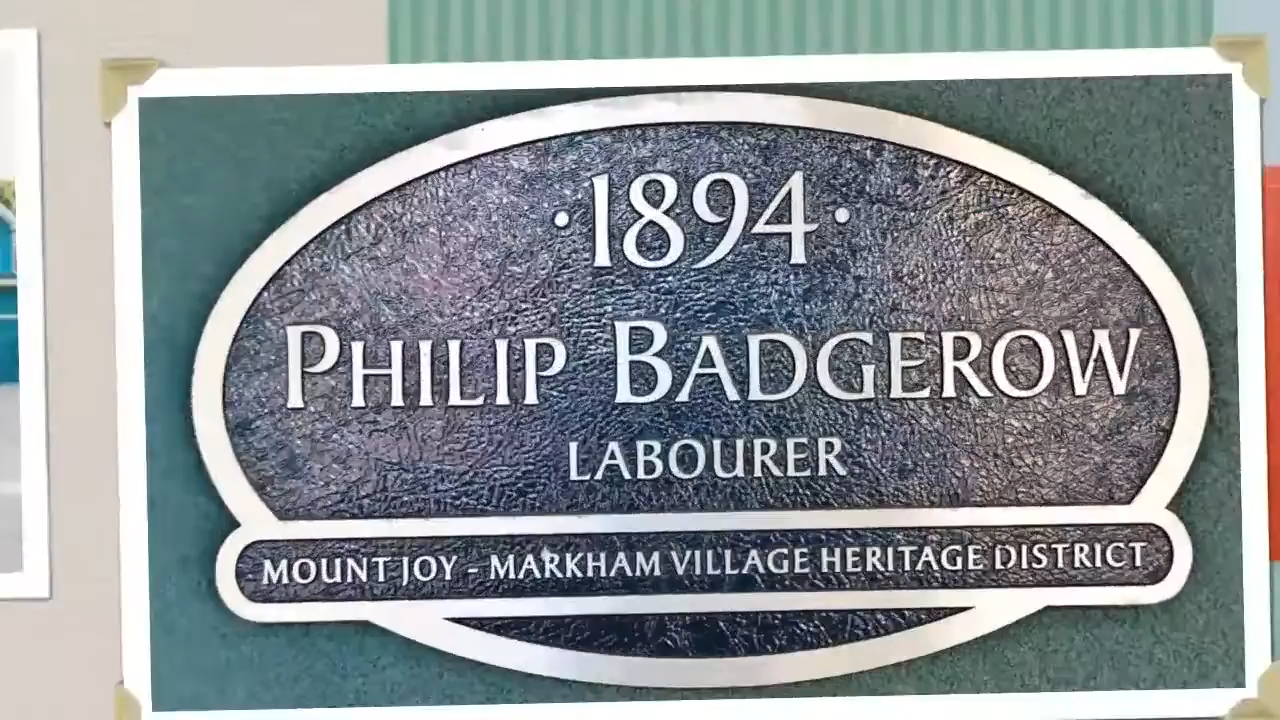 ·1894·
PHILIP BADGEROW
LABOURER
MOUNT JOY - MARKHAM VILLAGE HERITAGE DISTRICT